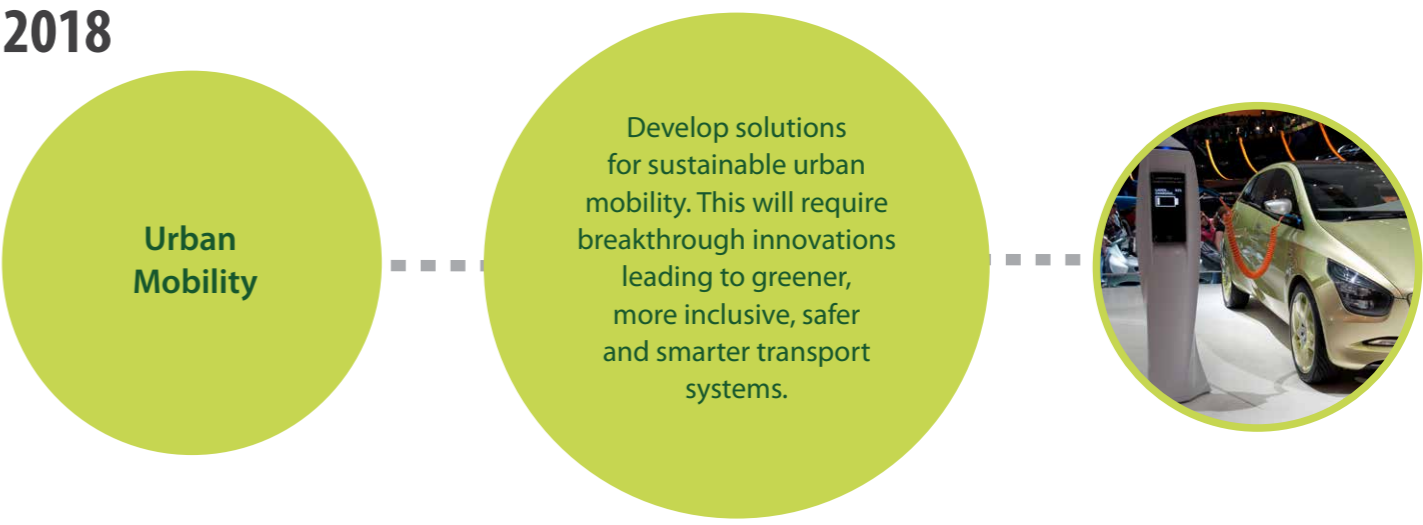 2018
Urban
Mobility
Develop solutions
for sustainable urban
mobility. This will require
breakthrough innovations
leading to greener,
more inclusive, safer
and smarter transport
systems.